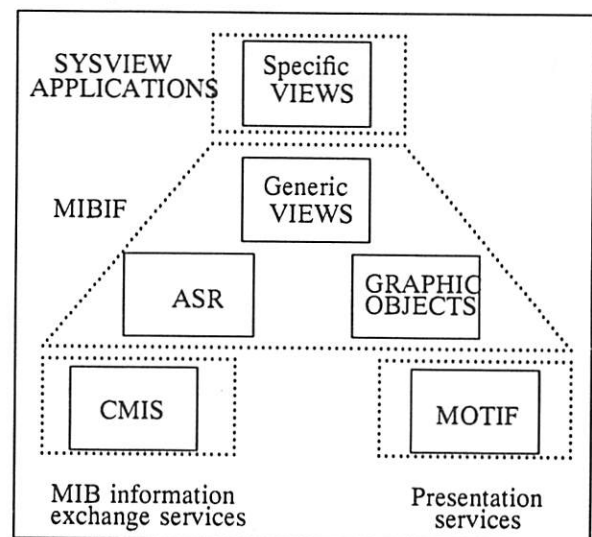 SYSVIEW
APPLICATIONS
Specific
VIEWS
MIBIF
Generic
VIEWS
ASR
GRAPHIC
OBJECTS
CMIS
MOTIF
MIB information
exchange services
Presentation
services